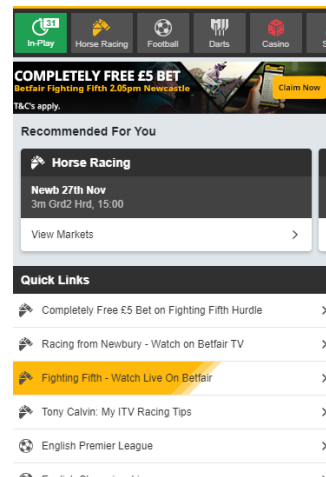 31
In-Play
Horse Racing
Football
Darts
Casino
COMPLETELY FREE £5 BET
Betfair Fighting Fifth 2.05pm Newcastle
Claim Now
T&C's apply.
Recommended For You
Horse Racing
Newb 27th Nov
3m Grd2 Hrd, 15:00
View Markets
Quick Links
Completely Free £5 Bet on Fighting Fifth Hurdle
Racing from Newbury - Watch on Betfair TV
Fighting Fifth - Watch Live On Betfair
Tony Calvin: My ITV Racing Tips
English Premier League